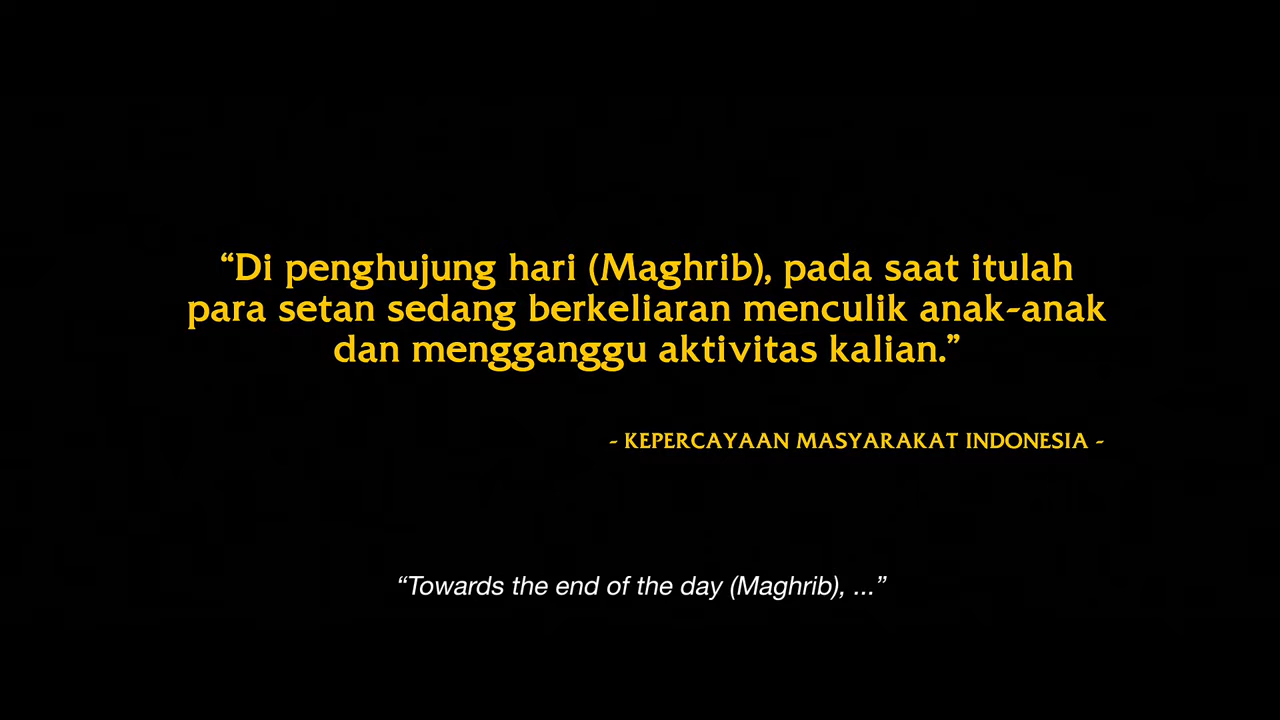 “Di penghujung hari (Maghrib), pada saat itulah
para setan sedang berkeliaran menculik anak-anak
dan mengganggu aktivitas kalian.”
- KEPERCAYAAN MASYARAKAT INDONESIA -
“Towards the end of the day (Maghrib), ...”